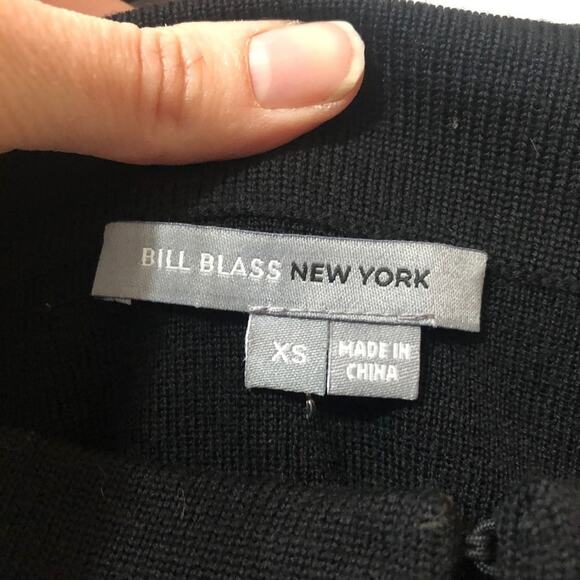 BILL BLASS NEW YORK
XS
MADE IN
CHINA